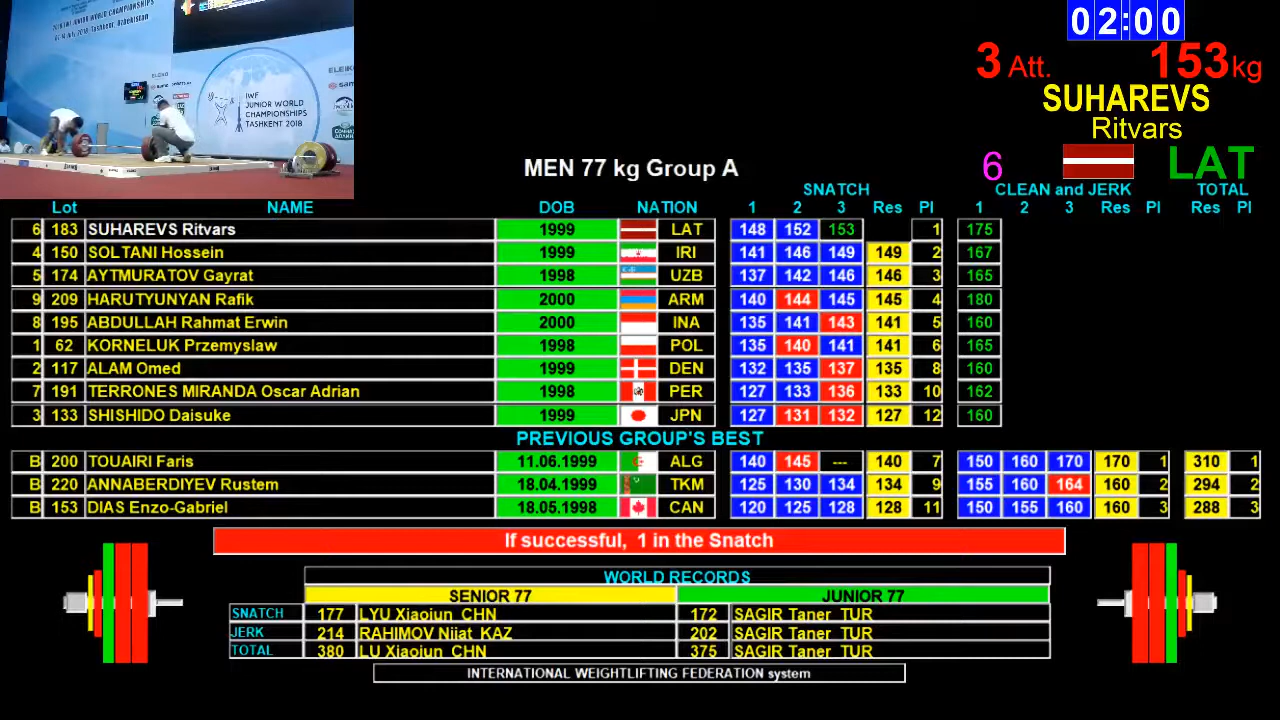 2018 IWF JUNIOR WORLD CHAMPIONSHIPS
07-14 July 2018, Tashkent, Uzbekistan
ELEIKO
IWF
JUNIOR WORLD
CHAMPIONSHIPS
TASHKENT 2018
02:00
3 Att. 153kg
SUHAREVS
Ritvars
6 LAT
MEN 77 kg Group A
SNATCH CLEAN and JERK TOTAL
Lot NAME DOB NATION 1 2 3 Res Pl 1 2 3 Res Pl Res Pl
6 183 SUHAREVS Ritvars 1999 LAT 148 152 153 1 175
4 150 SOLTANI Hossein 1999 IRI 141 146 149 149 2 167
5 174 AYTMURATOV Gayrat 1998 UZB 137 142 146 146 3 165
9 209 HARUTYUNYAN Rafik 2000 ARM 140 144 145 145 4 180
8 195 ABDULLAH Rahmat Erwin 2000 INA 135 141 143 141 5 160
1 62 KORNELUK Przemyslaw 1998 POL 135 140 141 141 6 165
2 117 ALAM Omed 1999 DEN 132 135 137 135 8 160
7 191 TERRONES MIRANDA Oscar Adrian 1998 PER 127 133 136 133 10 162
3 133 SHISHIDO Daisuke 1999 JPN 127 131 132 127 12 160
PREVIOUS GROUP'S BEST
B 200 TOUAIRI Faris 11.06.1999 ALG 140 145 --- 140 7 150 160 170 170 1 310 1
B 220 ANNABERDIYEV Rustem 18.04.1999 TKM 125 130 134 134 9 155 160 164 160 2 294 2
B 153 DIAS Enzo-Gabriel 18.05.1998 CAN 120 125 128 128 11 150 155 160 160 3 288 3
If successful, 1 in the Snatch
WORLD RECORDS
SENIOR 77 JUNIOR 77
SNATCH 177 LYU Xiaojun CHN 172 SAGIR Taner TUR
JERK 214 RAHIMOV Nijat KAZ 202 SAGIR Taner TUR
TOTAL 380 LU Xiaojun CHN 375 SAGIR Taner TUR
INTERNATIONAL WEIGHTLIFTING FEDERATION system